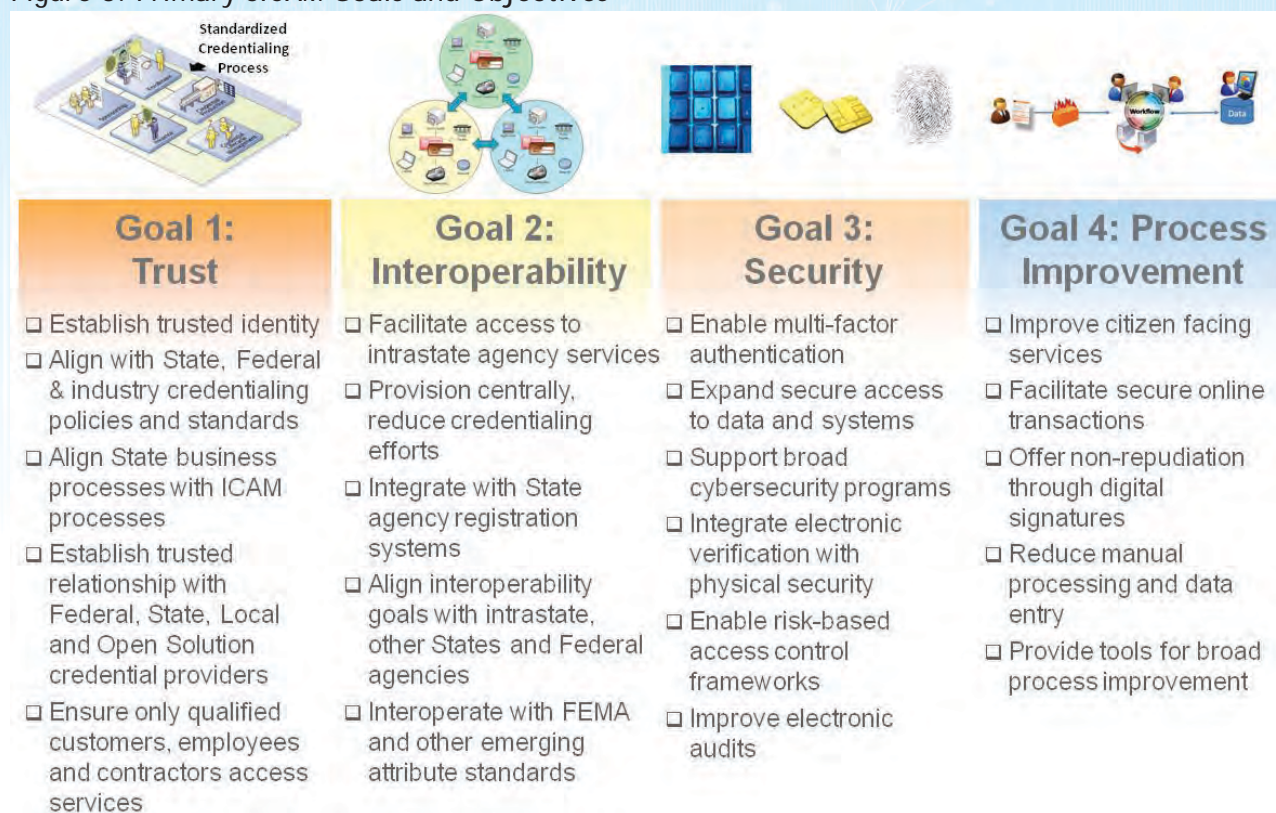 Standardized
Credentialing
Process
Workflow
Data
Goal 1:
Trust
☐ Establish trusted identity
☐ Align with State, Federal
& industry credentialing
policies and standards
☐ Align State business
processes with ICAM
processes
☐ Establish trusted
relationship with
Federal, State, Local
and Open Solution
credential providers
☐ Ensure only qualified
customers, employees
and contractors access
services
Goal 2:
Interoperability
☐ Facilitate access to
intrastate agency services
☐ Provision centrally,
reduce credentialing
efforts
☐ Integrate with State
agency registration
systems
☐ Align interoperability
goals with intrastate,
other States and Federal
agencies
☐ Interoperate with FEMA
and other emerging
attribute standards
Goal 3:
Security
☐ Enable multi-factor
authentication
☐ Expand secure access
to data and systems
☐ Support broad
cybersecurity programs
☐ Integrate electronic
verification with
physical security
☐ Enable risk-based
access control
frameworks
☐ Improve electronic
audits
Goal 4: Process
Improvement
☐ Improve citizen facing
services
☐ Facilitate secure online
transactions
☐ Offer non-repudiation
through digital
signatures
☐ Reduce manual
processing and data
entry
☐ Provide tools for broad
process improvement